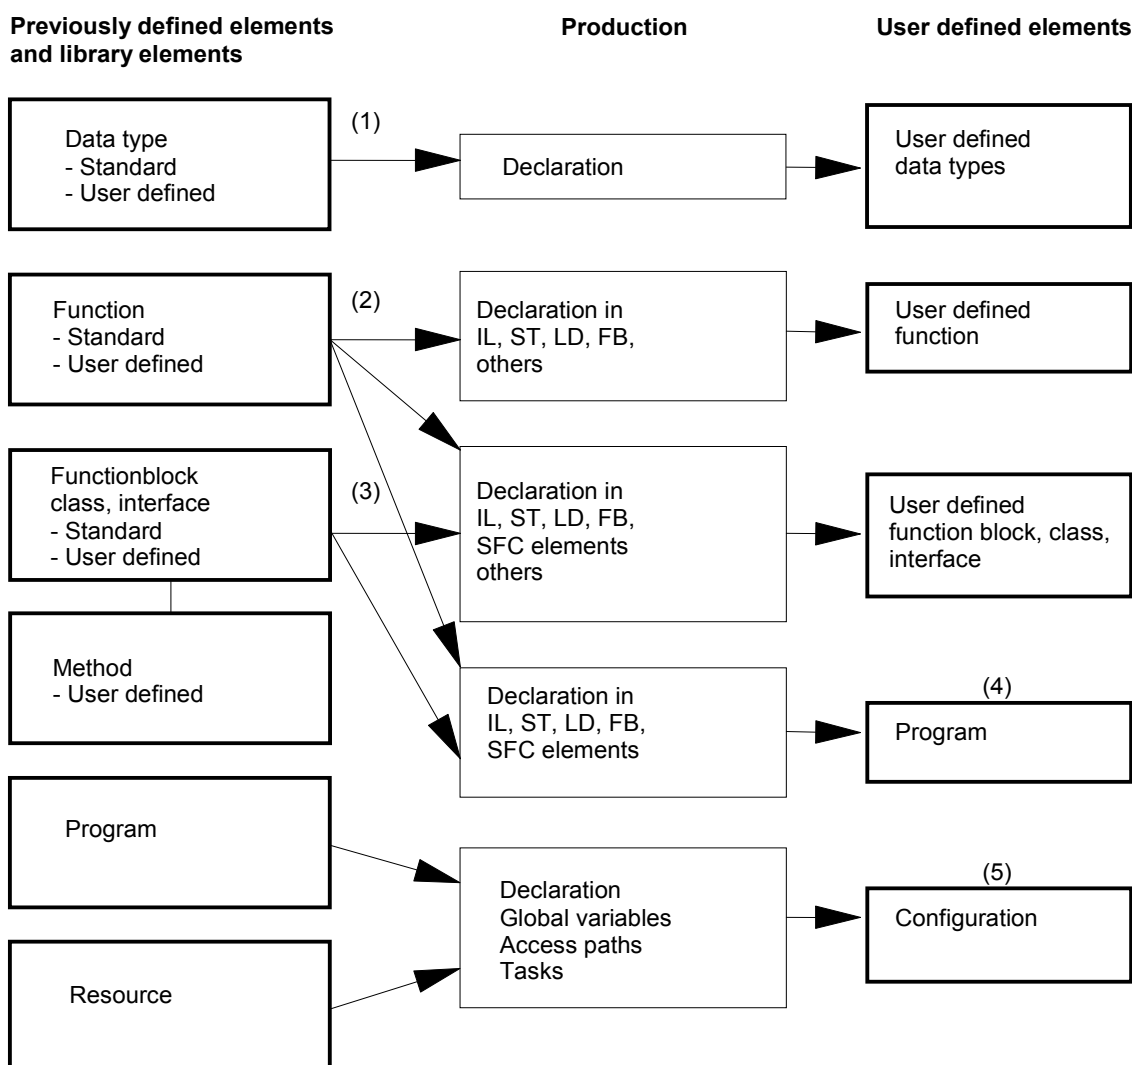 Previously defined elements
and library elements
Production
User defined elements
Data type
- Standard
- User defined
(1)
Declaration
User defined
data types
Function
- Standard
- User defined
(2)
Declaration in
IL, ST, LD, FB,
others
User defined
function
Functionblock
class, interface
- Standard
- User defined
(3)
Declaration in
IL, ST, LD, FB,
SFC elements
others
User defined
function block, class,
interface
Method
- User defined
Declaration in
IL, ST, LD, FB,
SFC elements
(4)
Program
Program
Declaration
Global variables
Access paths
Tasks
(5)
Configuration
Resource